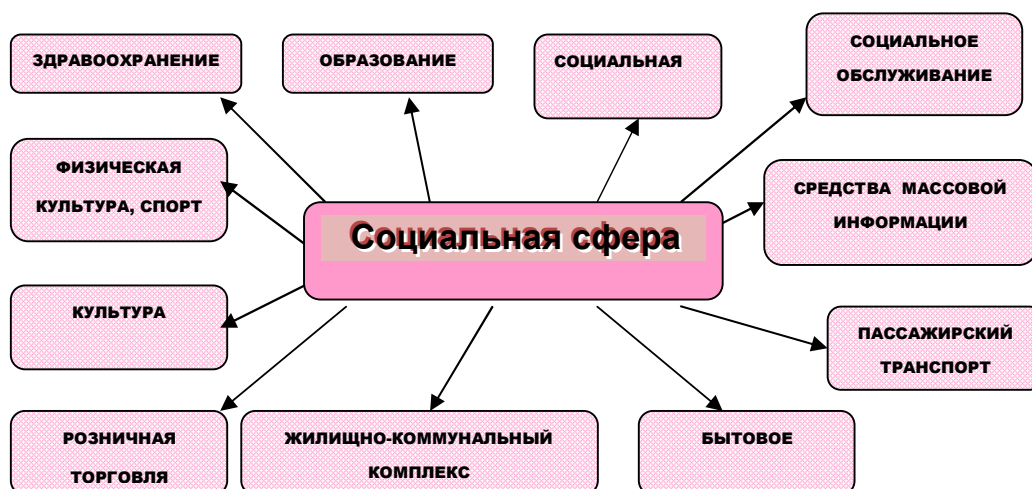 ЗДРАВООХРАНЕНИЕ
ОБРАЗОВАНИЕ
СОЦИАЛЬНАЯ
СОЦИАЛЬНОЕ
ОБСЛУЖИВАНИЕ
ФИЗИЧЕСКАЯ
КУЛЬТУРА, СПОРТ
СРЕДСТВА МАССОВОЙ
ИНФОРМАЦИИ
Социальная сфера
КУЛЬТУРА
ПАССАЖИРСКИЙ
ТРАНСПОРТ
РОЗНИЧНАЯ
ТОРГОВЛЯ
ЖИЛИЩНО-КОММУНАЛЬНЫЙ
КОМПЛЕКС
БЫТОВОЕ